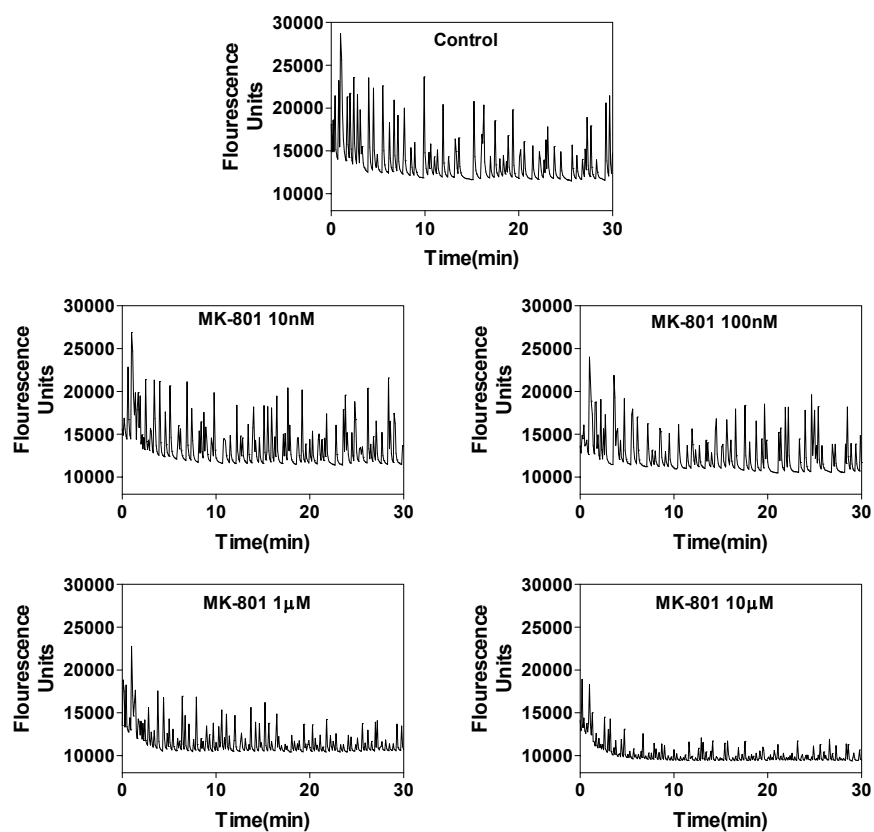 30000
25000
20000
15000
10000
Flourescence
Units
Control
0 10 20 30
Time(min)
30000
25000
20000
15000
10000
Flourescence
Units
MK-801 10nM
0 10 20 30
Time(min)
30000
25000
20000
15000
10000
Flourescence
Units
MK-801 100nM
0 10 20 30
Time(min)
30000
25000
20000
15000
10000
Flourescence
Units
MK-801 1μM
0 10 20 30
Time(min)
30000
25000
20000
15000
10000
Flourescence
Units
MK-801 10μM
0 10 20 30
Time(min)